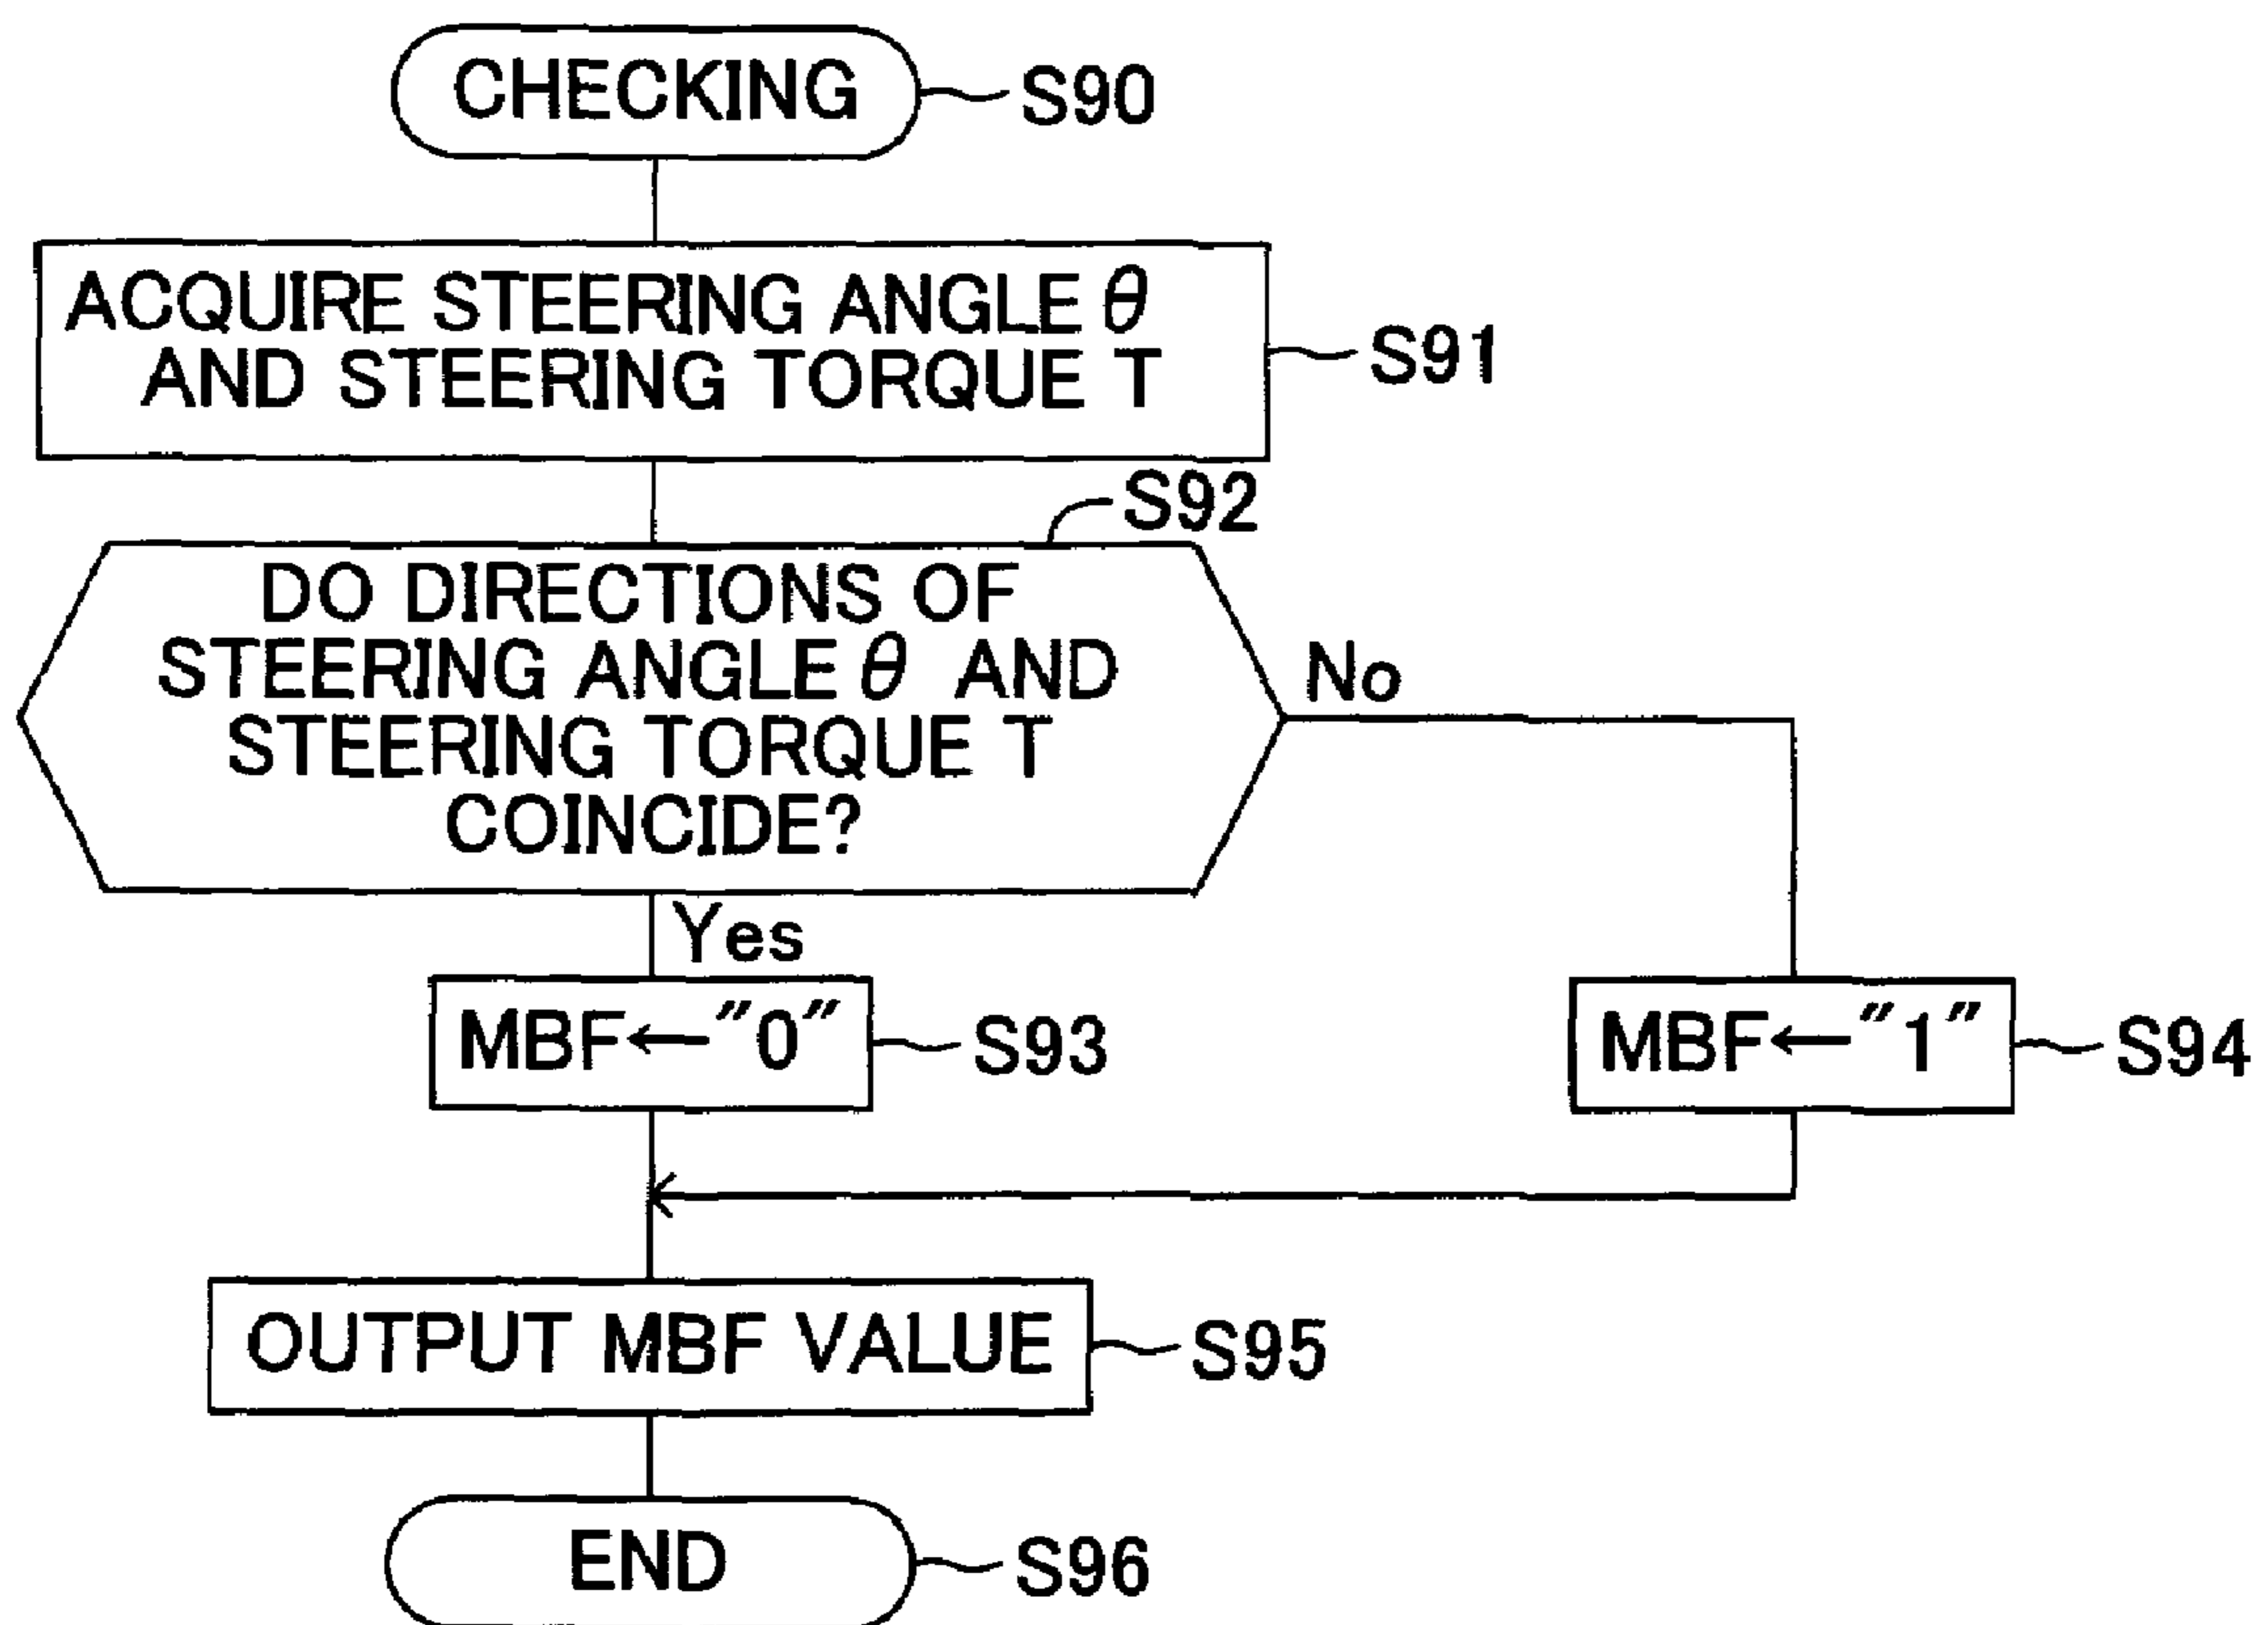 CHECKING
S90
ACQUIRE STEERING ANGLE θ
AND STEERING TORQUE T
S91
S92
DO DIRECTIONS OF
STEERING ANGLE θ AND
STEERING TORQUE T
COINCIDE?
No
Yes
MBF←"0"
S93
MBF←"1"
S94
OUTPUT MBF VALUE
S95
END
S96